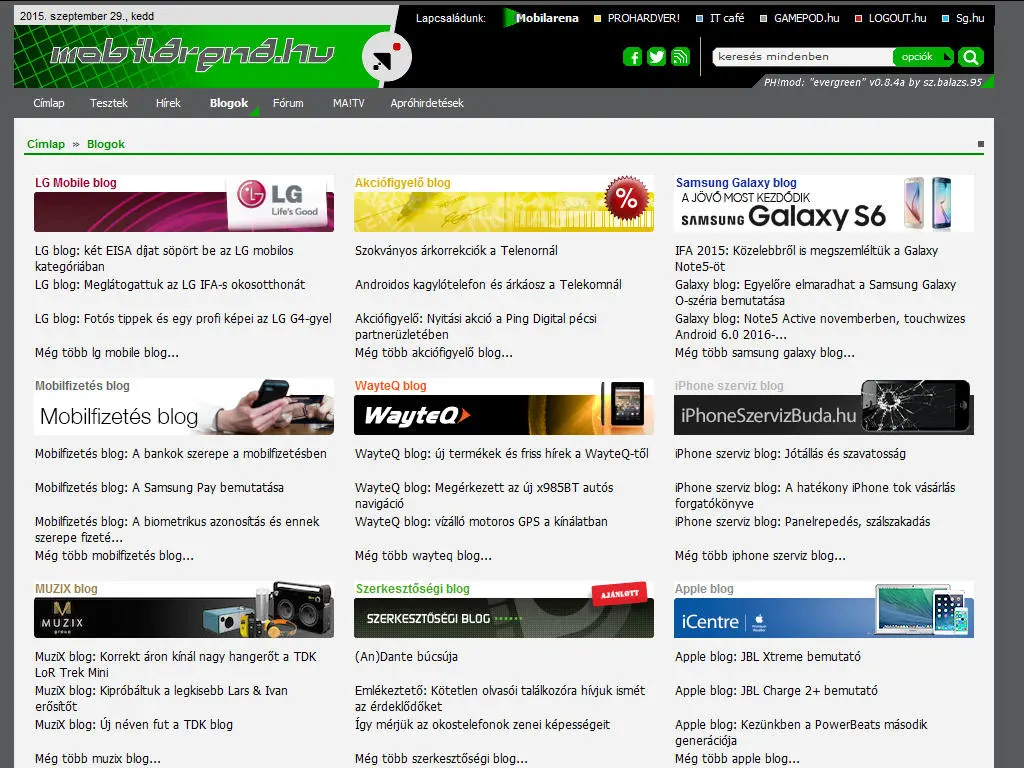 2015. szeptember 29., kedd
Lapcsaládunk: Mobilarena PROHARDVER! IT café GAMEPOD.hu LOGOUT.hu Sg.hu
mobilarena.hu
keresés mindenben opciók
PH!mod: "evergreen" v0.8.4a by sz.balazs.95
Címlap Tesztek Hírek Blogok Fórum MA!TV Apróhirdetések
Címlap » Blogok
LG Mobile blog
LG
Life's Good
LG blog: két EISA díjat söpört be az LG mobilos
kategóriában
LG blog: Meglátogattuk az LG IFA-s okosotthonát
LG blog: Fotós tippek és egy profi képei az LG G4-gyel
Még több lg mobile blog...
Akciófigyelő blog
%
Szokványos árkorrekciók a Telenornál
Androidos kagylótelefon és árkáosz a Telekomnál
Akciófigyelő: Nyitási akció a Ping Digital pécsi
partnerüzletében
Még több akciófigyelő blog...
Samsung Galaxy blog
A JÖVŐ MOST KEZDŐDIK
SAMSUNG Galaxy S6
IFA 2015: Közelebbről is megszemléltük a Galaxy
Note5-öt
Galaxy blog: Egyelőre elmaradhat a Samsung Galaxy
O-széria bemutatása
Galaxy blog: Note5 Active novemberben, touchwizes
Android 6.0 2016-...
Még több samsung galaxy blog...
Mobilfizetés blog
Mobilfizetés blog
Mobilfizetés blog: A bankok szerepe a mobilfizetésben
Mobilfizetés blog: A Samsung Pay bemutatása
Mobilfizetés blog: A biometrikus azonosítás és ennek
szerepe fizeté...
Még több mobilfizetés blog...
WayteQ blog
WayteQ
WayteQ blog: új termékek és friss hírek a WayteQ-től
WayteQ blog: Megérkezett az új x985BT autós
navigáció
WayteQ blog: vízálló motoros GPS a kínálatban
Még több wayteq blog...
iPhone szerviz blog
iPhoneSzervizBuda.hu
iPhone szerviz blog: Jótállás és szavatosság
iPhone szerviz blog: A hatékony iPhone tok vásárlás
forgatókönyve
iPhone szerviz blog: Panelrepedés, szálszakadás
Még több iphone szerviz blog...
MUZIX blog
M
MUZIX
group
MuziX blog: Korrekt áron kínál nagy hangerőt a TDK
LoR Trek Mini
MuziX blog: Kipróbáltuk a legkisebb Lars & Ivan
erősítőt
MuziX blog: Új néven fut a TDK blog
Még több muzix blog...
Szerkesztőségi blog
AJÁNLOTT
SZERKESZTŐSÉGI BLOG
(An)Dante búcsúja
Emlékeztető: Kötetlen olvasói találkozóra hívjuk ismét
az érdeklődőket
Így mérjük az okostelefonok zenei képességeit
Még több szerkesztőségi blog...
Apple blog
iCentre
Apple blog: JBL Xtreme bemutató
Apple blog: JBL Charge 2+ bemutató
Apple blog: Kezünkben a PowerBeats második
generációja
Még több apple blog...